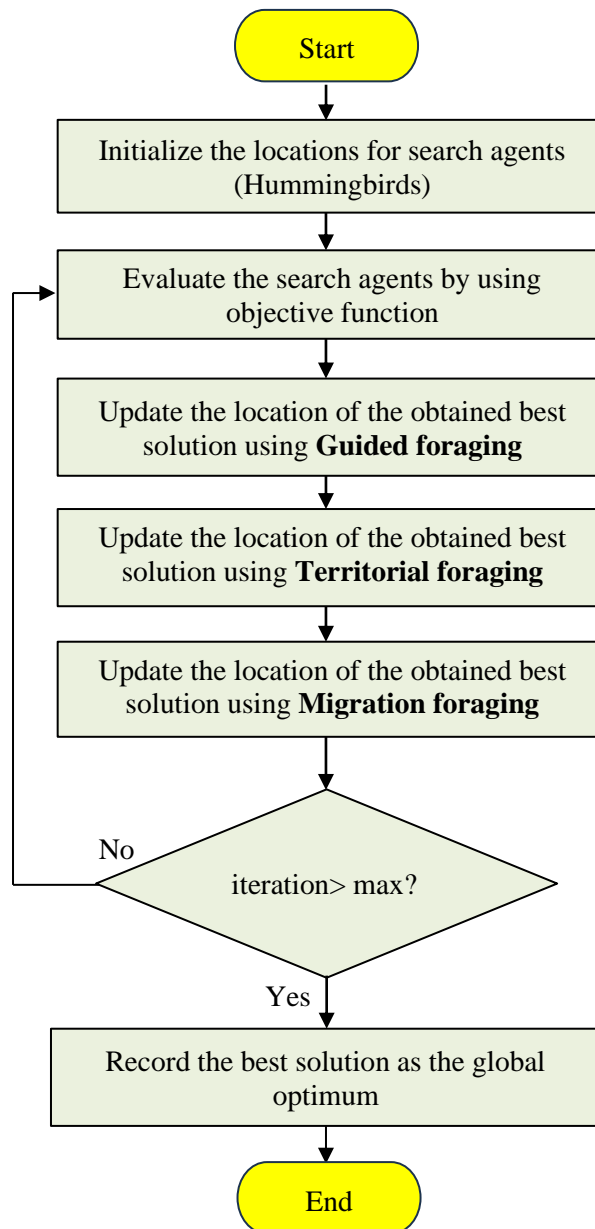 Start
Initialize the locations for search agents
(Hummingbirds)
Evaluate the search agents by using
objective function
Update the location of the obtained best
solution using Guided foraging
Update the location of the obtained best
solution using Territorial foraging
Update the location of the obtained best
solution using Migration foraging
No
iteration> max?
Yes
Record the best solution as the global
optimum
End